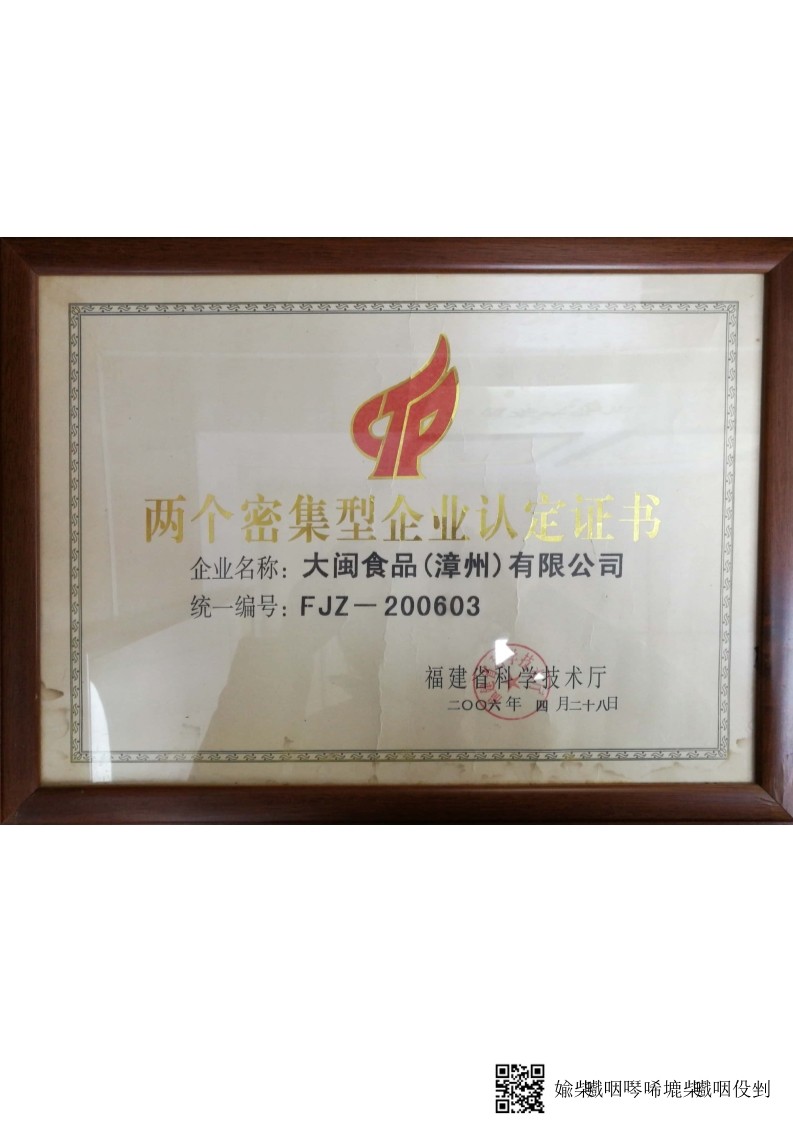 两个密集型企业认定证书
企业名称：大闽食品(漳州)有限公司
统一编号：FJZ－200603
福建省科学技术厅
二〇〇六年 四 月二十八日